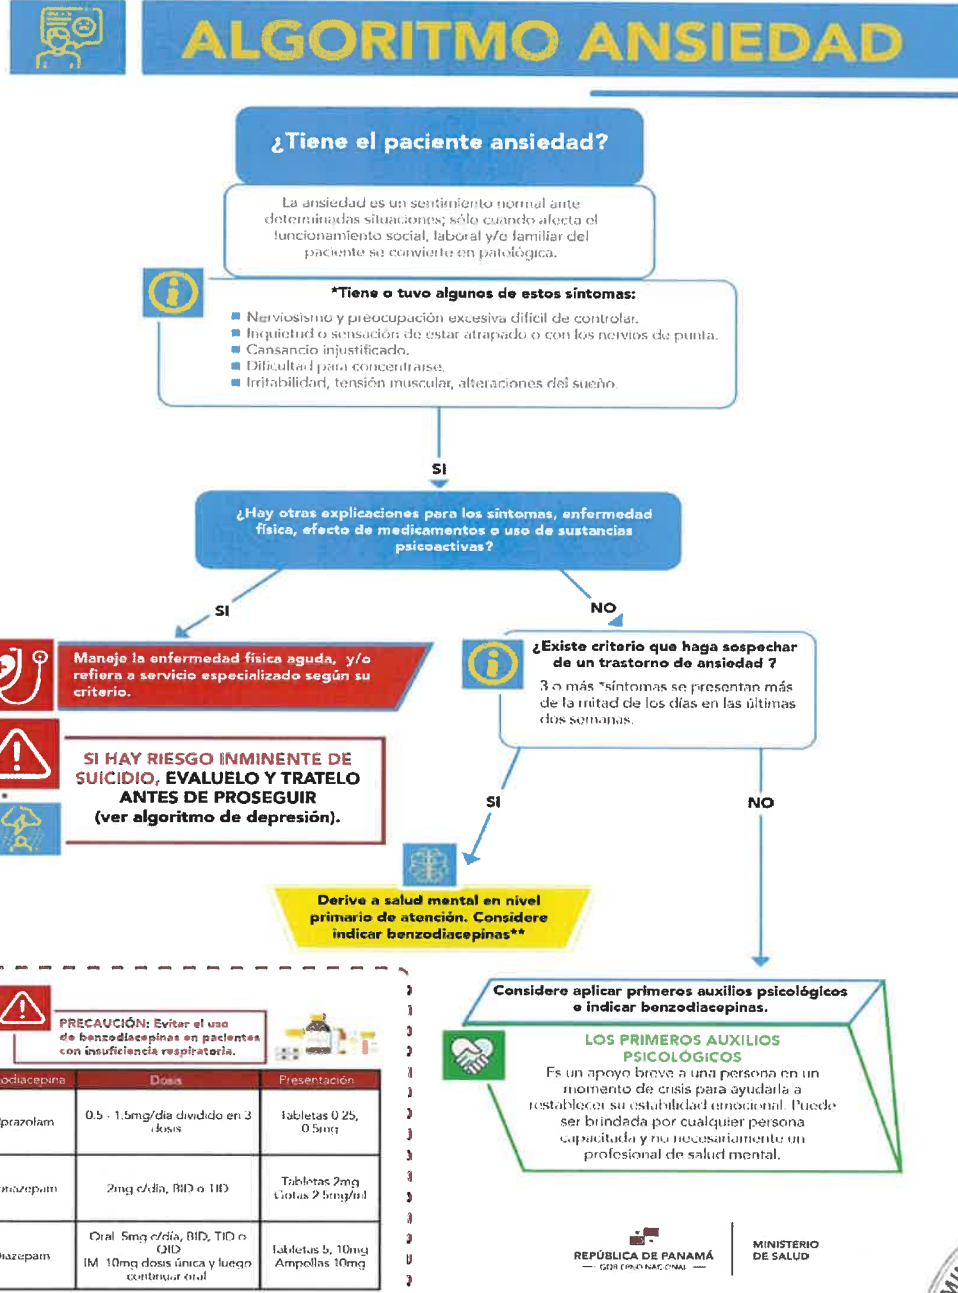 ALGORITMO ANSIEDAD
¿Tiene el paciente ansiedad?
La ansiedad es un sentimiento normal ante
determinadas situaciones; sólo cuando afecta el
funcionamiento social, laboral y/o familiar del
paciente se convierte en patológica.
*Tiene o tuvo algunos de estos síntomas:
Nerviosismo y preocupación excesiva difícil de controlar.
Inquietud o sensación de estar atrapado o con los nervios de punta.
Cansancio injustificado.
Dificultad para concentrarse.
Irritabilidad, tensión muscular, alteraciones del sueño.
SI
¿Hay otras explicaciones para los síntomas, enfermedad
física, efecto de medicamentos o uso de sustancias
psicoactivas?
SI
NO
Maneje la enfermedad física aguda, y/o
refiera a servicio especializado según su
criterio.
¿Existe criterio que haga sospechar
de un trastorno de ansiedad ?
3 o más *síntomas se presentan más
de la mitad de los días en las últimas
dos semanas.
SI HAY RIESGO INMINENTE DE
SUICIDIO, EVALUELO Y TRATELO
ANTES DE PROSEGUIR
(ver algoritmo de depresión).
SI
NO
Derive a salud mental en nivel
primario de atención. Considere
indicar benzodiacepinas**
Considere aplicar primeros auxilios psicológicos
e indicar benzodiacepinas.
LOS PRIMEROS AUXILIOS
PSICOLÓGICOS
Es un apoyo breve a una persona en un
momento de crisis para ayudarla a
restablecer su estabilidad emocional. Puede
ser brindada por cualquier persona
capacitada y no necesariamente un
profesional de salud mental.
PRECAUCIÓN: Evitar el uso
de benzodiacepinas en pacientes
con insuficiencia respiratoria.
odiacepina Dosis Presentación
lprazolam 0.5 - 1.5mg/día dividido en 3 dosis Tabletas 0.25, 0.5mg
onazepam 2mg c/día, BID o TID Tabletas 2mg Gotas 2.5mg/ml
iazepam Oral 5mg c/día, BID, TID o QID
IM 10mg dosis única y luego continuar oral Tabletas 5, 10mg Ampollas 10mg
REPÚBLICA DE PANAMÁ
— GOBIERNO NACIONAL —
MINISTERIO
DE SALUD